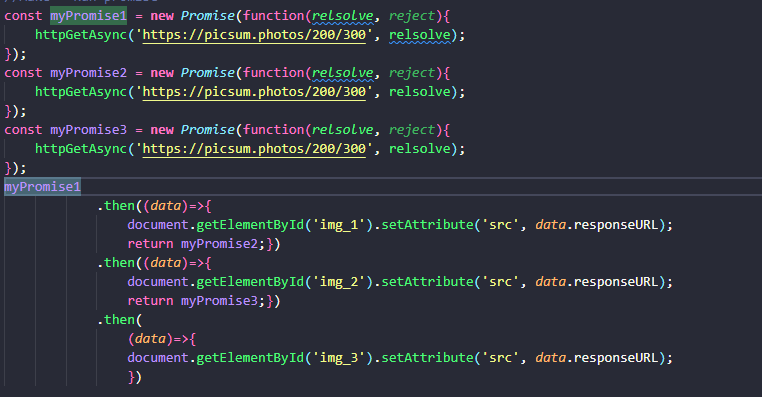 const myPromise1 = new Promise(function(relsolve, reject){
    httpGetAsync('https://picsum.photos/200/300', relsolve);
});
const myPromise2 = new Promise(function(relsolve, reject){
    httpGetAsync('https://picsum.photos/200/300', relsolve);
});
const myPromise3 = new Promise(function(relsolve, reject){
    httpGetAsync('https://picsum.photos/200/300', relsolve);
});
myPromise1
            .then((data)=>{
                document.getElementById('img_1').setAttribute('src', data.responseURL);
                return myPromise2;})
            .then((data)=>{
                document.getElementById('img_2').setAttribute('src', data.responseURL);
                return myPromise3;})
            .then(
                (data)=>{
                document.getElementById('img_3').setAttribute('src', data.responseURL);
                })